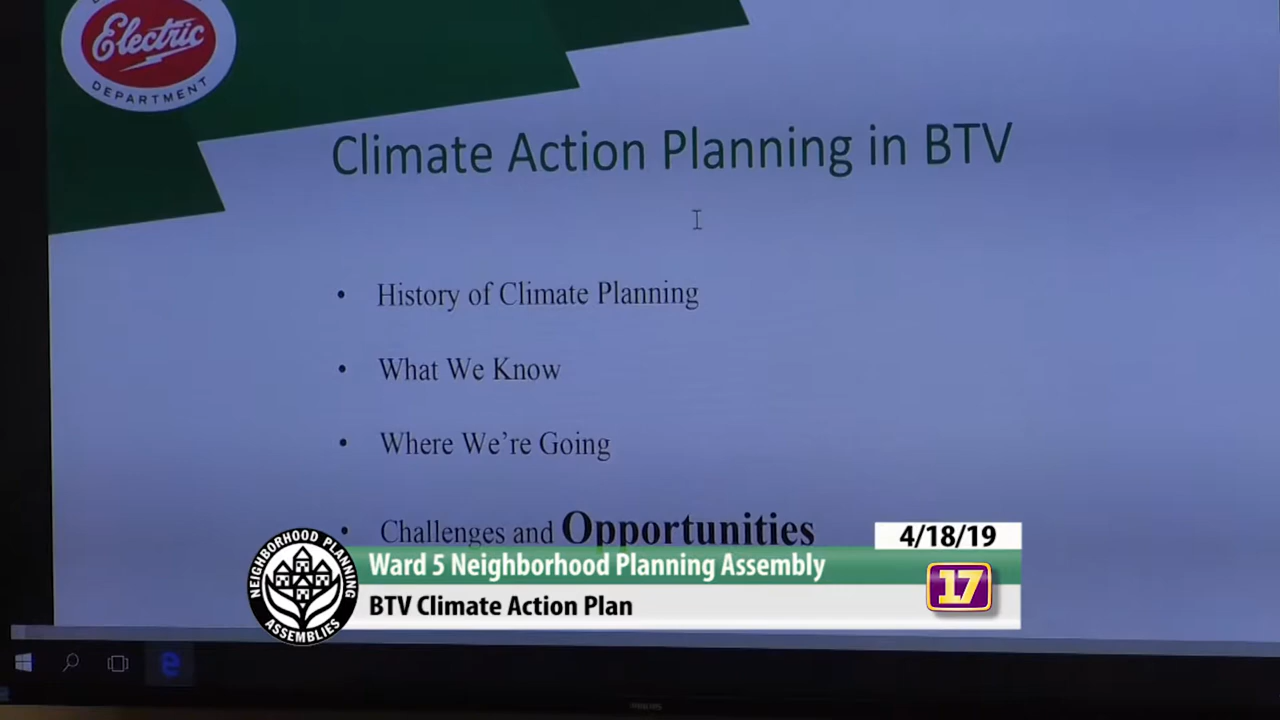 Electric
DEPARTMENT
Climate Action Planning in BTV
• History of Climate Planning
• What We Know
• Where We're Going
• Challenges and Opportunities
4/18/19
NEIGHBORHOOD PLANNING
ASSEMBLIES
Ward 5 Neighborhood Planning Assembly
17
BTV Climate Action Plan